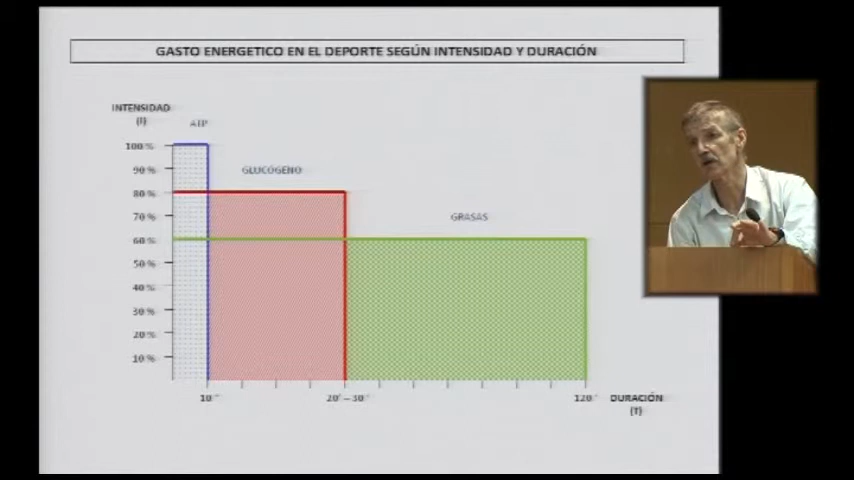 GASTO ENERGETICO EN EL DEPORTE SEGÚN INTENSIDAD Y DURACIÓN
INTENSIDAD
(I)
ATP
100 %
90 %
GLUCOGENO
80 %
70 %
GRASAS
60 %
50 %
40 %
30 %
20 %
10 %
10''
20' – 30'
120'
DURACIÓN
(T)